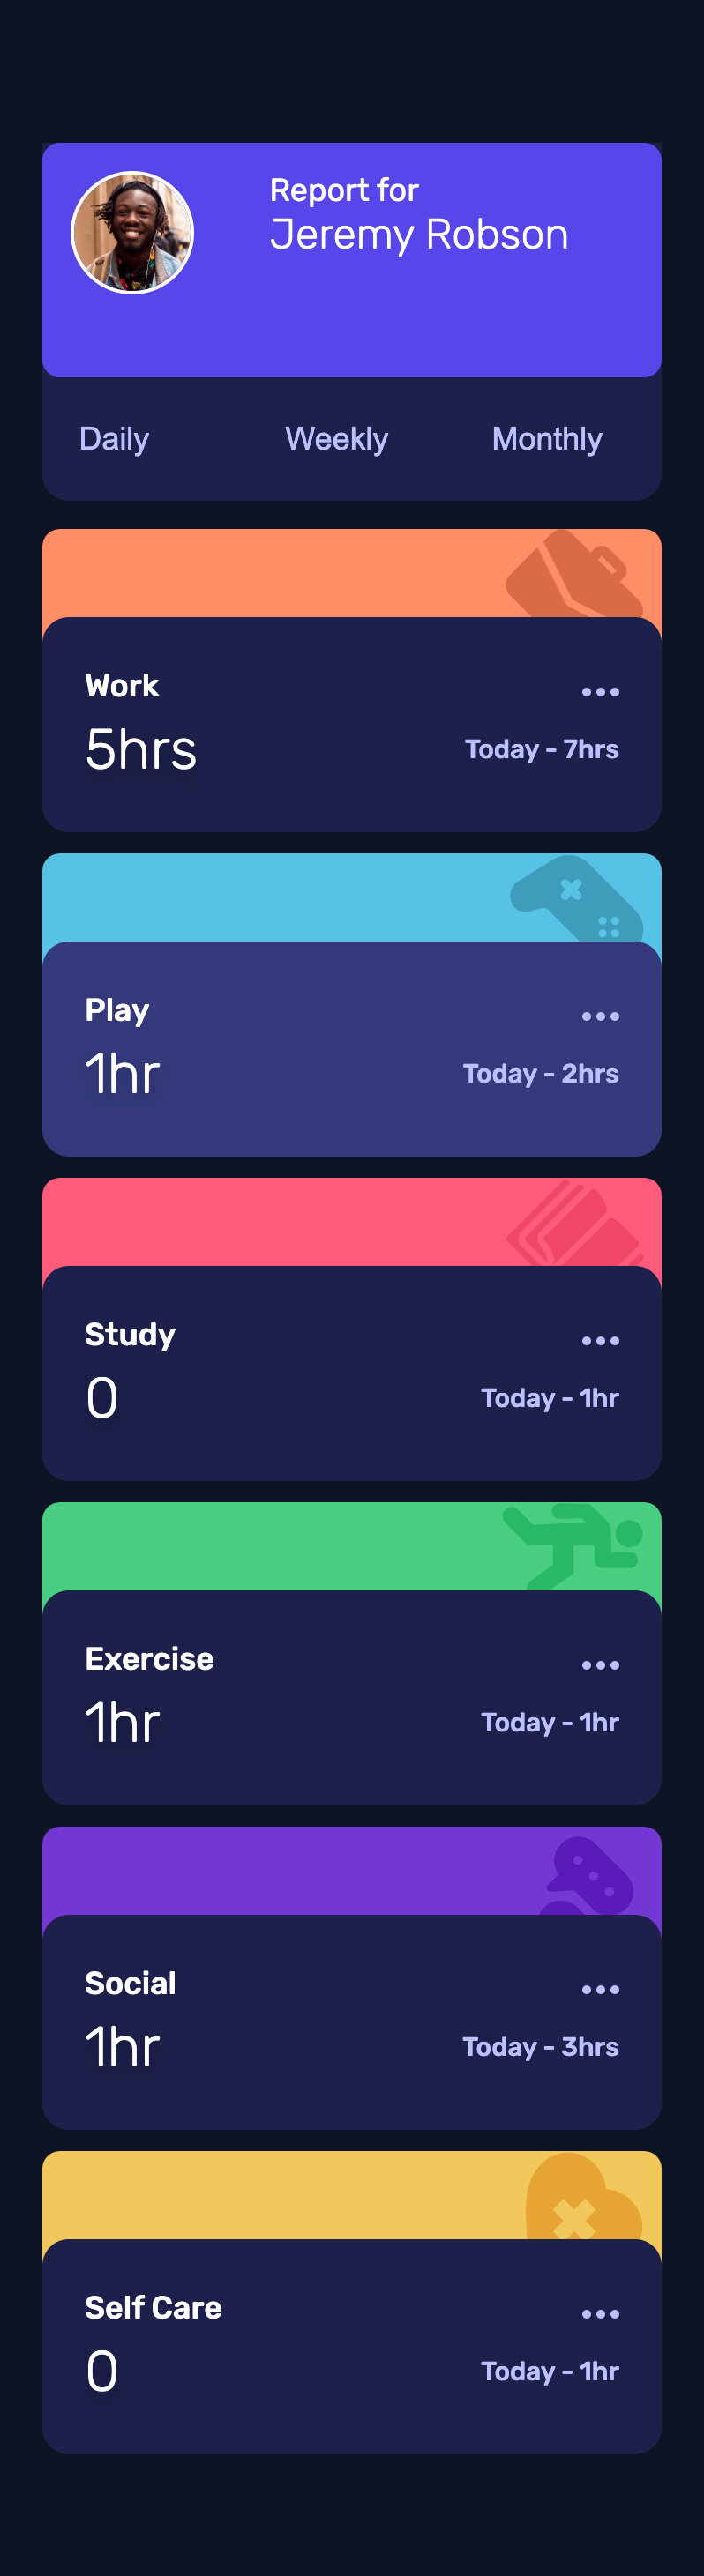 Report for
Jeremy Robson
Daily Weekly Monthly
Work
5hrs Today - 7hrs
Play
1hr Today - 2hrs
Study
0 Today - 1hr
Exercise
1hr Today - 1hr
Social
1hr Today - 3hrs
Self Care
0 Today - 1hr